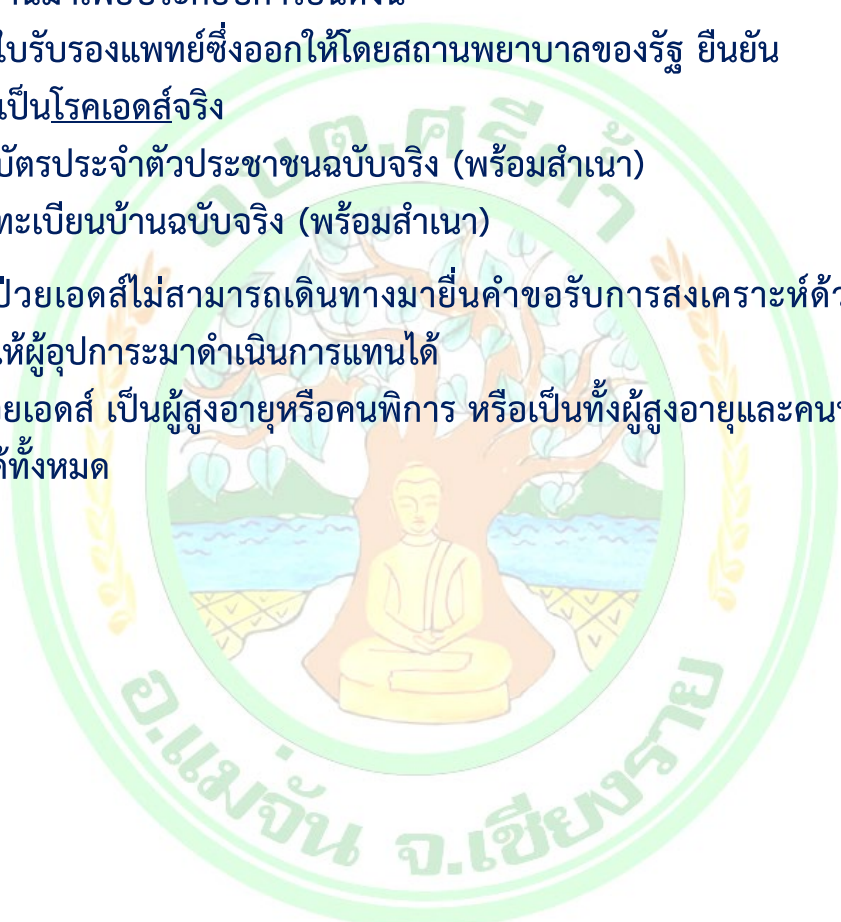 ใบรับรองแพทย์ซึ่งออกให้โดยสถานพยาบาลของรัฐ ยืนยัน
เป็นโรคเอดส์จริง
บัตรประจำตัวประชาชนฉบับจริง (พร้อมสำเนา)
ทะเบียนบ้านฉบับจริง (พร้อมสำเนา)
ป่วยเอดส์ไม่สามารถเดินทางมายื่นคำขอรับการสงเคราะห์
ให้ผู้อุปการะมาดำเนินการแทนได้
เอดส์ เป็นผู้สูงอายุหรือคนพิการ หรือเป็นทั้งผู้สูงอายุและ
ทั้งหมด
อบต.ศรีค้ำ
อ.แม่จัน จ.เชียงราย